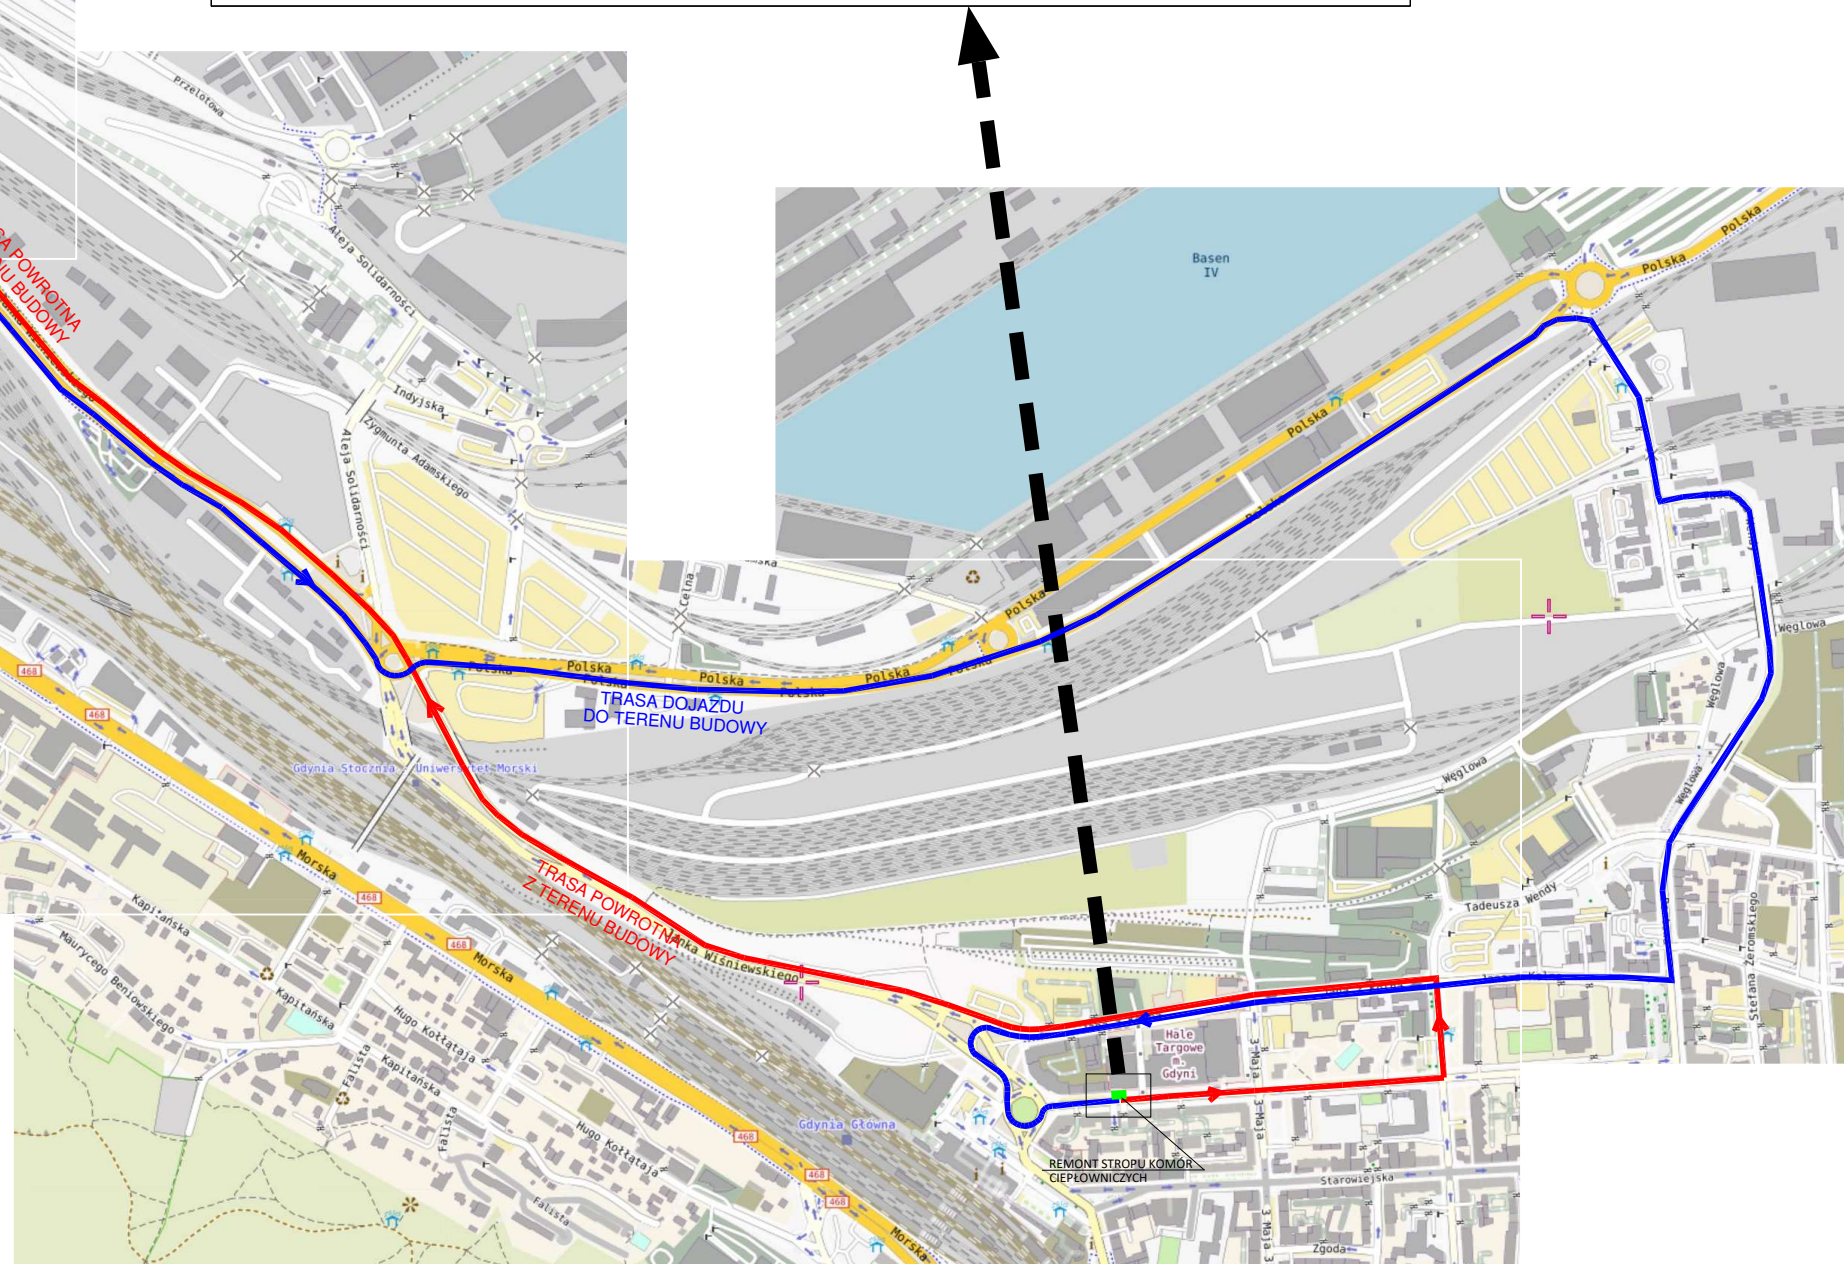 Przelotowa
Aleja Solidarności
Basen
IV
Polska
Polska
TRASA POWROTNA
Z TERENU BUDOWY
Indyjska
Zygmunta Adamskiego
Aleja Solidarności
Polska
Celna
Polska
Polska
Polska
Polska
Polska
Polska
TRASA DOJAZDU
DO TERENU BUDOWY
Węglowa
Węglowa
Węglowa
Węglowa
Gdynia Stocznia - Uniwersytet Morski
468
468
468
468
468
468
468
Morska
Morska
Morska
TRASA POWROTNA
Z TERENU BUDOWY
Janka Wiśniewskiego
Tadeusza Wendy
Stefana Żeromskiego
Kapitańska
Maurycego Beniowskiego
Kapitańska
Hugo Kołłątaja
Kapitańska
Falista
Falista
Hugo Kołłątaja
Falista
Hale
Targowe
m.
Gdyni
3 Maja
3 Maja
3 Maja
Gdynia Główna
REMONT STROPU KOMÓR
CIEPŁOWNICZYCH
Starowiejska
Zgoda